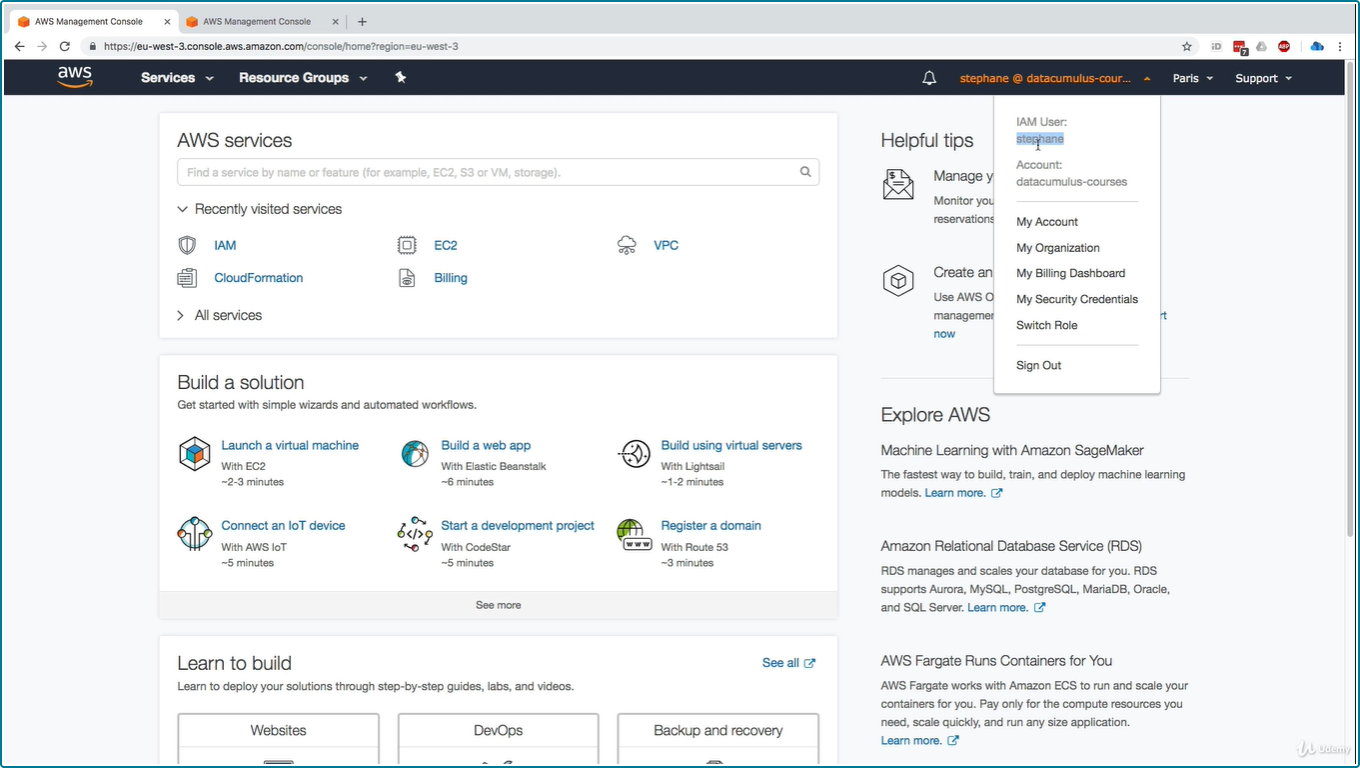 AWS Management Console
AWS Management Console
https://eu-west-3.console.aws.amazon.com/console/home?region=eu-west-3
iD
7
ABP
aws
Services
Resource Groups
stephane @ datacumulus-cour...
Paris
Support
IAM User:
stephane
Account:
datacumulus-courses
My Account
My Organization
My Billing Dashboard
My Security Credentials
Switch Role
Sign Out
AWS services
Find a service by name or feature (for example, EC2, S3 or VM, storage).
Recently visited services
IAM
EC2
VPC
CloudFormation
Billing
All services
Build a solution
Get started with simple wizards and automated workflows.
Launch a virtual machine
With EC2
~2-3 minutes
Build a web app
With Elastic Beanstalk
~6 minutes
Build using virtual servers
With Lightsail
~1-2 minutes
Connect an IoT device
With AWS IoT
~5 minutes
Start a development project
With CodeStar
~5 minutes
Register a domain
With Route 53
~3 minutes
See more
Learn to build
See all
Learn to deploy your solutions through step-by-step guides, labs, and videos.
Websites
DevOps
Backup and recovery
Helpful tips
Manage y
Monitor you
reservations
Create an
Use AWS O
managemer
rt
now
Explore AWS
Machine Learning with Amazon SageMaker
The fastest way to build, train, and deploy machine learning
models. Learn more.
Amazon Relational Database Service (RDS)
RDS manages and scales your database for you. RDS
supports Aurora, MySQL, PostgreSQL, MariaDB, Oracle,
and SQL Server. Learn more.
AWS Fargate Runs Containers for You
AWS Fargate works with Amazon ECS to run and scale your
containers for you. Pay only for the compute resources you
need, scale quickly, and run any size application.
Learn more.
Udemy